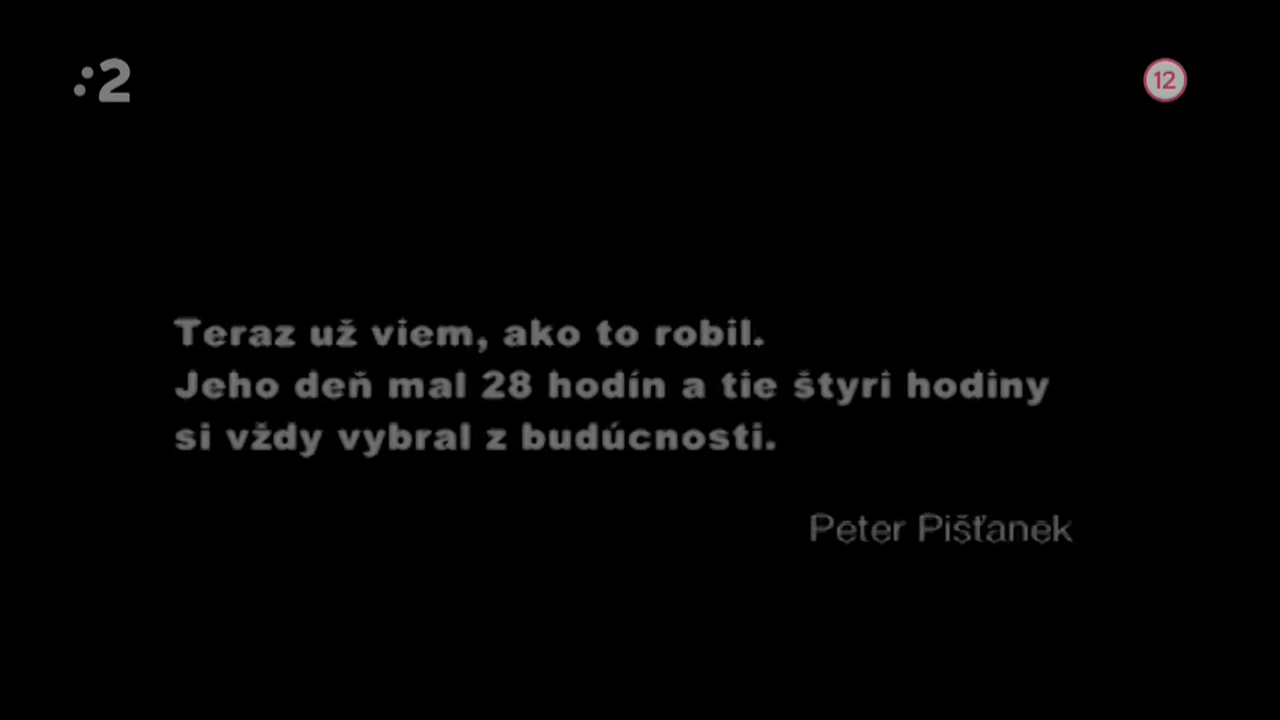 :2
12
Teraz už viem, ako to robil.
Jeho deň mal 28 hodín a tie štyri hodiny
si vždy vybral z budúcnosti.
Peter Pišťanek